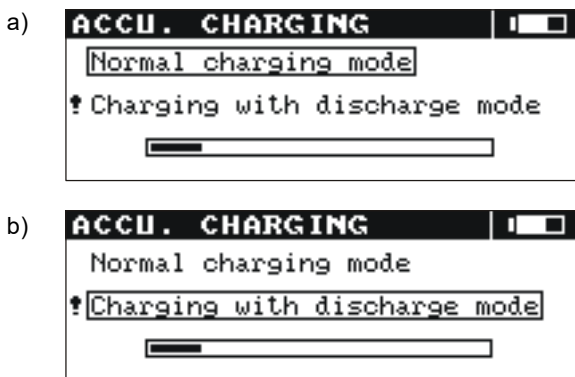 a)
ACCU. CHARGING
Normal charging mode
! Charging with discharge mode
b)
ACCU. CHARGING
Normal charging mode
! Charging with discharge mode